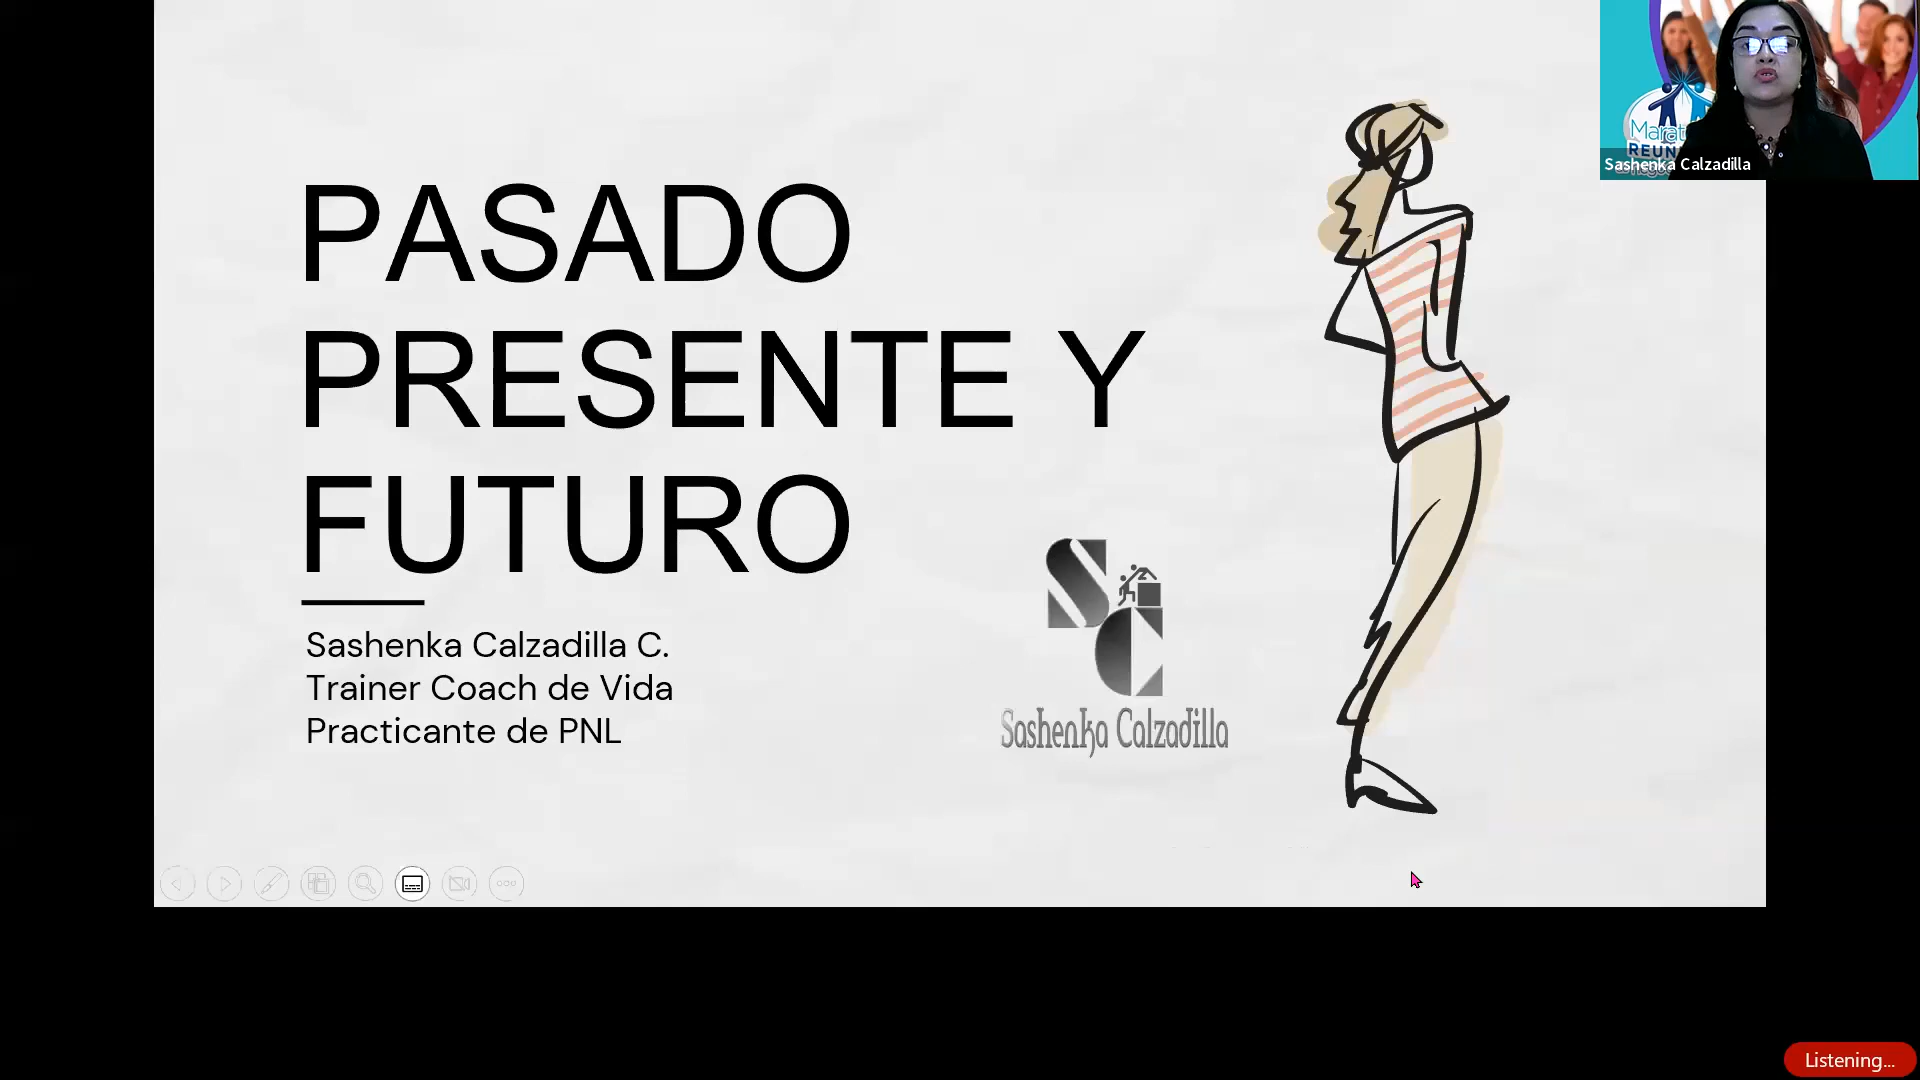 PASADO
PRESENTE Y
FUTURO
Sashenka Calzadilla C.
Trainer Coach de Vida
Practicante de PNL
SC
Sashenka Calzadilla
Sashenka Calzadilla
Listening...